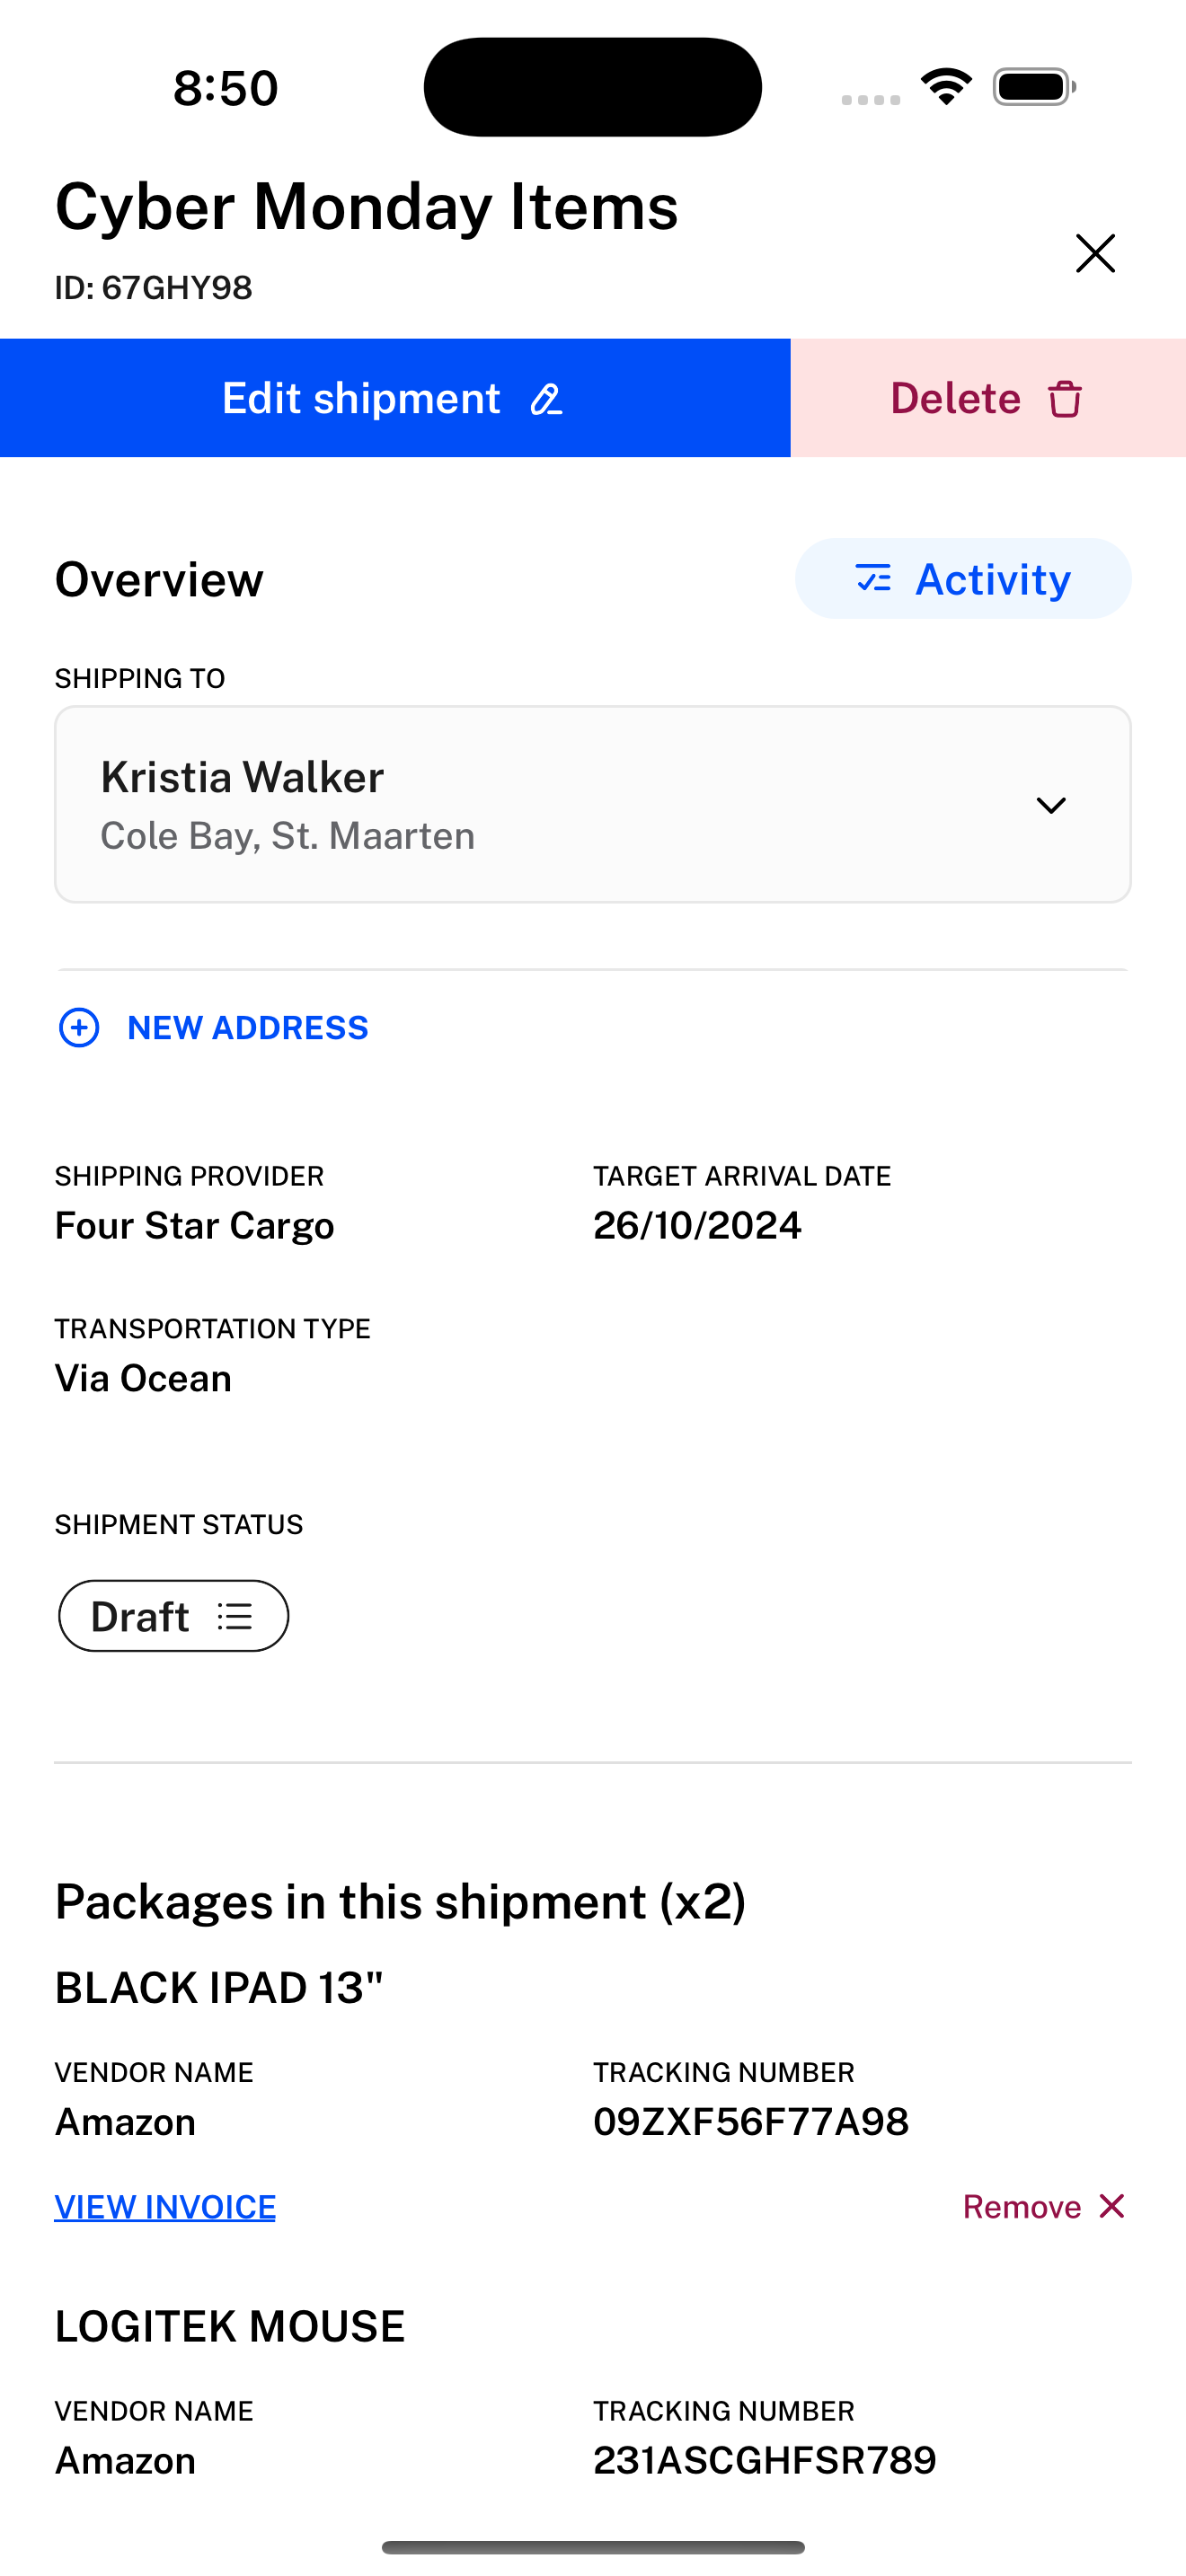 8:50
Cyber Monday Items
ID: 67GHY98
Edit shipment
Delete
Overview
Activity
SHIPPING TO
Kristia Walker
Cole Bay, St. Maarten
NEW ADDRESS
SHIPPING PROVIDER
TARGET ARRIVAL DATE
Four Star Cargo
26/10/2024
TRANSPORTATION TYPE
Via Ocean
SHIPMENT STATUS
Draft
Packages in this shipment (x2)
BLACK IPAD 13"
VENDOR NAME
TRACKING NUMBER
Amazon
09ZXF56F77A98
VIEW INVOICE
Remove
LOGITEK MOUSE
VENDOR NAME
TRACKING NUMBER
Amazon
231ASCGHFSR789